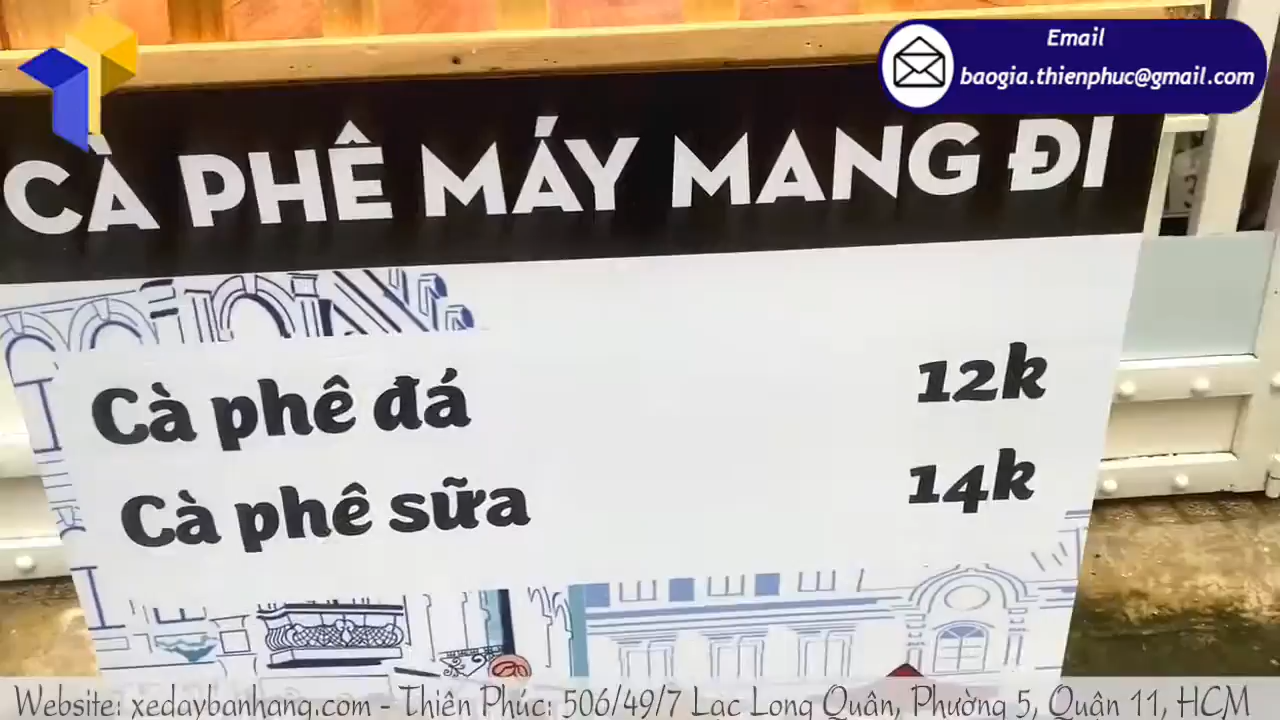 Email
baogia.thienphuc@gmail.com
CÀ PHÊ MÁY MANG ĐI
Cà phê đá 12k
Cà phê sữa 14k
Website: xedaybanhang.com - Thiên Phúc: 506/49/7 Lạc Long Quân, Phường 5, Quận 11, HCM